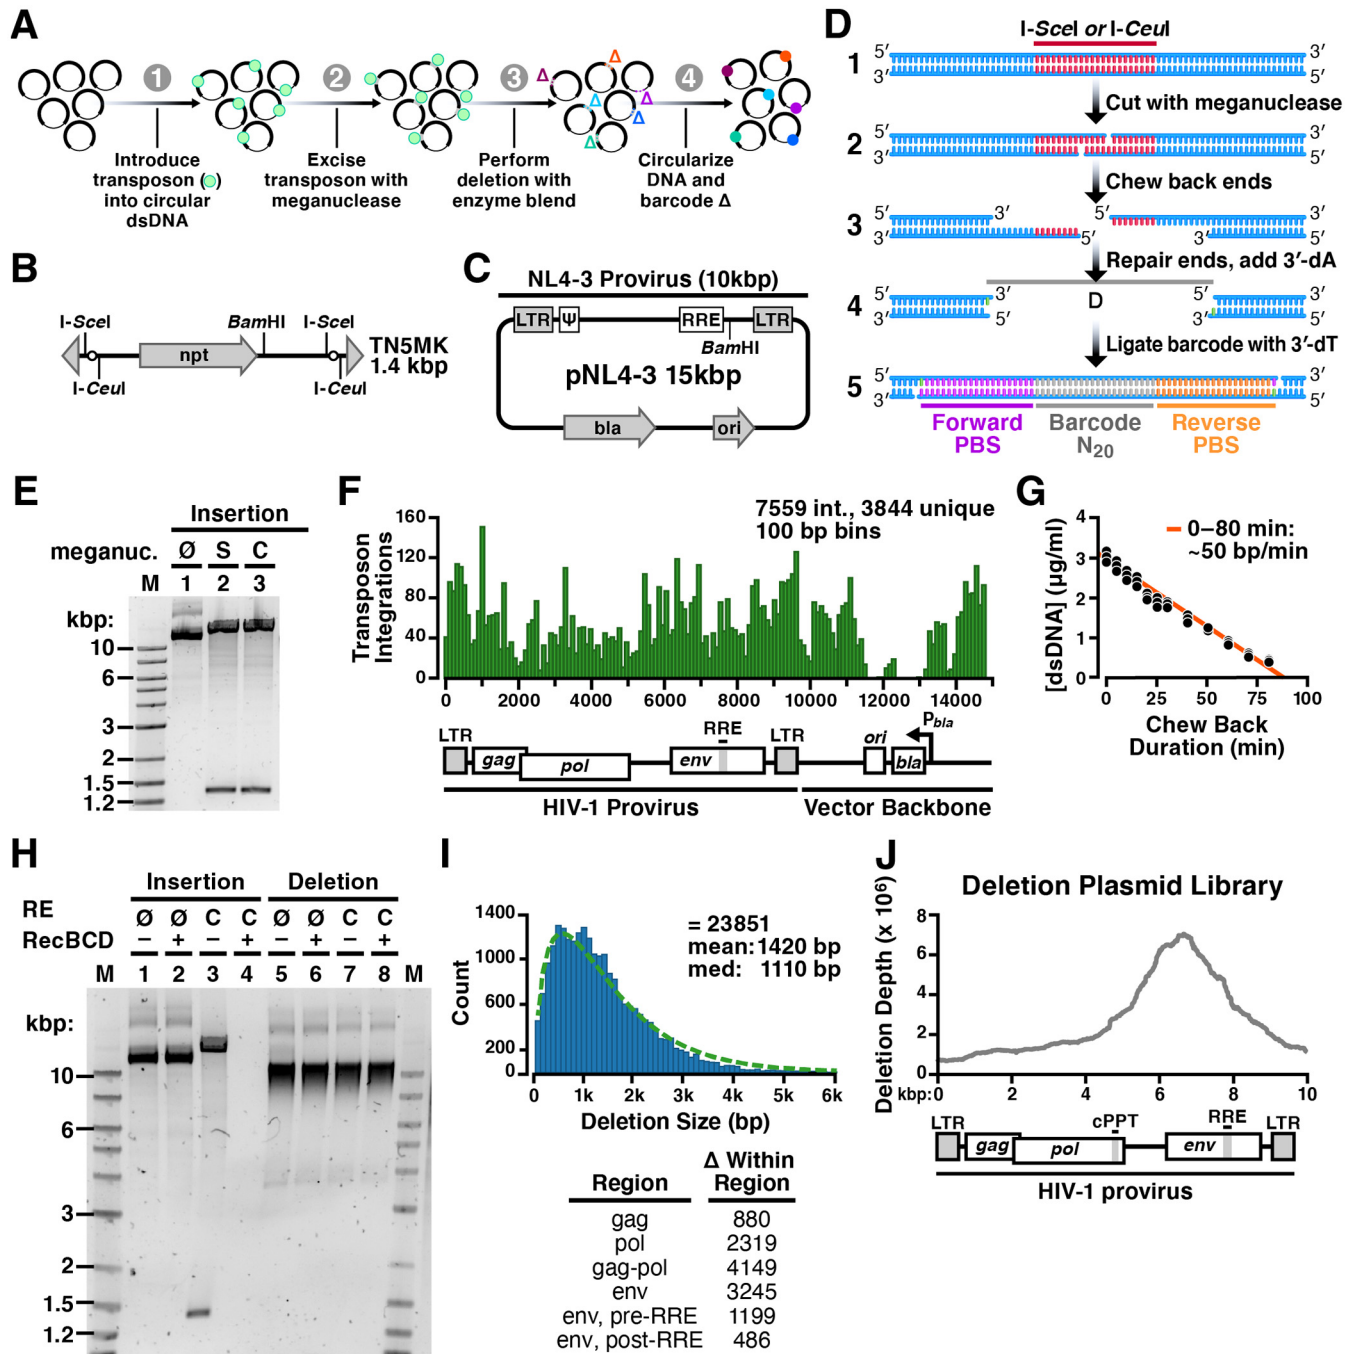 A
1
2
3
4
Introduce
transposon ( )
into circular
dsDNA
Excise
transposon with
meganuclease
Perform
deletion with
enzyme blend
Circularize
DNA and
barcode Δ
Δ
Δ
Δ
Δ
Δ
Δ
B
I-SceI
BamHI
I-SceI
npt
TN5MK
1.4 kbp
I-CeuI
I-CeuI
C
NL4-3 Provirus (10kbp)
LTR
Ψ
RRE
LTR
BamHI
pNL4-3 15kbp
bla
ori
D
I-SceI or I-CeuI
1
5′
3′
3′
5′
Cut with meganuclease
2
5′
3′
3′
5′
Chew back ends
3
5′
3′
5′
3′
3′
5′
3′
5′
Repair ends, add 3′-dA
4
5′
3′
D
5′
3′
3′
5′
3′
5′
Ligate barcode with 3′-dT
5
5′
3′
3′
5′
Forward
PBS
Barcode
N20
Reverse
PBS
E
Insertion
meganuc. Ø S C
M 1 2 3
kbp:
10
6
3
2
1.5
1.2
F
7559 int., 3844 unique
100 bp bins
Transposon
Integrations
160
120
80
40
0
0 2000 4000 6000 8000 10000 12000 14000
LTR
gag
pol
RRE
env
LTR
ori
bla
Pbla
HIV-1 Provirus
Vector Backbone
G
[dsDNA] (μg/ml)
4
3
2
1
0
0–80 min:
~50 bp/min
0 25 50 75 100
Chew Back
Duration (min)
H
Insertion Deletion
RE Ø Ø C C Ø Ø C C
RecBCD – + – + – + – +
M 1 2 3 4 5 6 7 8 M
kbp:
10
6
3
2
1.5
1.2
I
1400
1000
600
200
0
Count
= 23851
mean: 1420 bp
med: 1110 bp
0 1k 2k 3k 4k 5k 6k
Deletion Size (bp)
Region
Δ Within
Region
gag 880
pol 2319
gag-pol 4149
env 3245
env, pre-RRE 1199
env, post-RRE 486
J
Deletion Plasmid Library
Deletion Depth (x 10⁶)
8
6
4
2
0
kbp: 0 2 4 6 8 10
LTR
gag
pol
cPPT
env
RRE
LTR
HIV-1 provirus